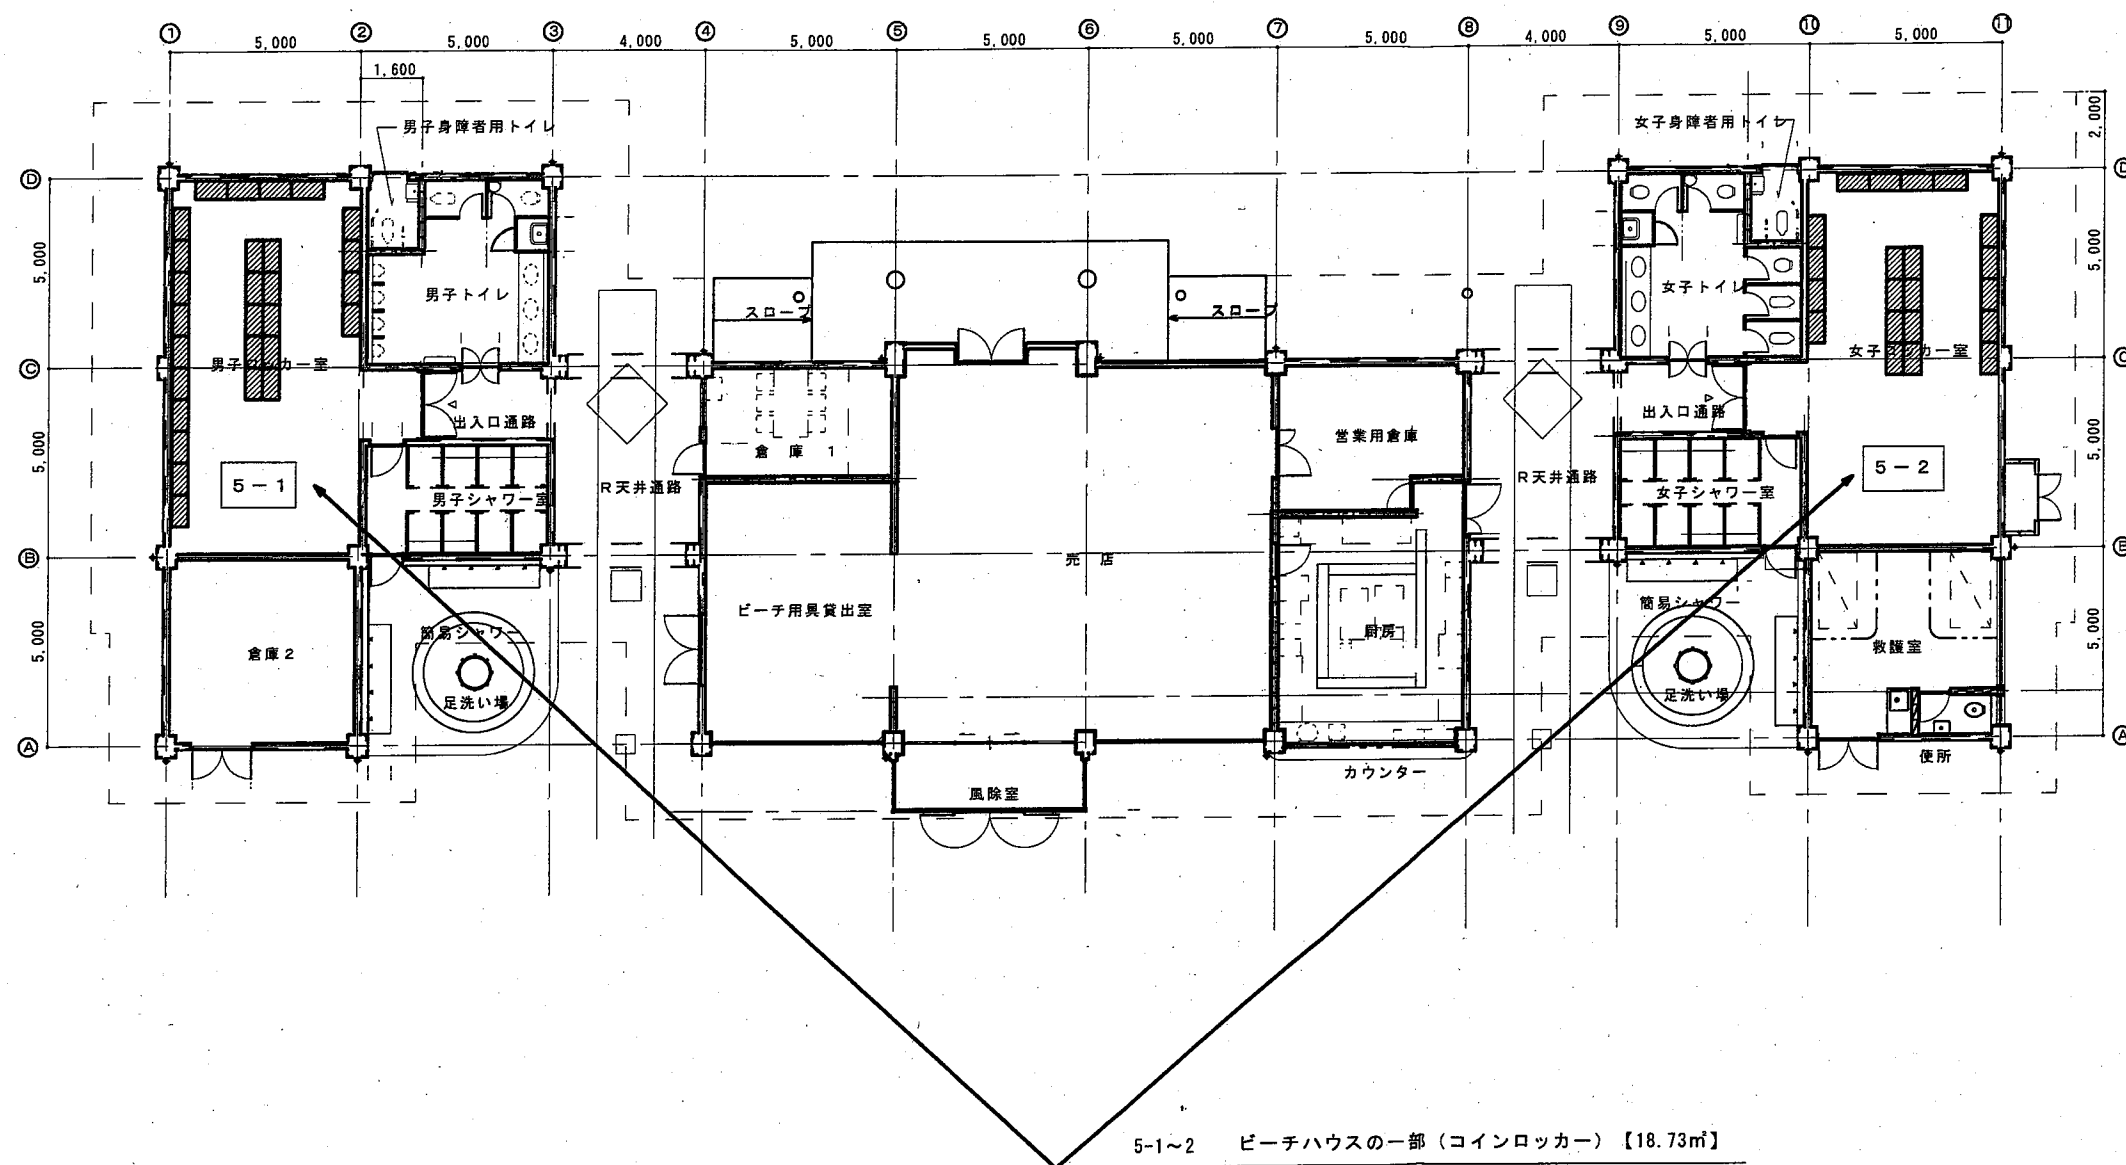 ① ② ③ ④ ⑤ ⑥ ⑦ ⑧ ⑨ ⑩ ⑪
5,000 5,000 4,000 5,000 5,000 5,000 5,000 4,000 5,000 5,000
1,600
2,000
男子身障者用トイレ
女子身障者用トイレ
Ⓓ
Ⓓ
5,000
5,000
男子トイレ
女子トイレ
スロープ
スロープ
Ⓒ
Ⓒ
男子ロッカー室
女子ロッカー室
出入口通路
出入口通路
倉庫 1
営業用倉庫
5,000
5,000
5-1
5-2
男子シャワー室
女子シャワー室
R天井通路
R天井通路
Ⓑ
Ⓑ
売店
ビーチ用具貸出室
厨房
簡易シャワー
簡易シャワー
5,000
5,000
倉庫2
救護室
足洗い場
足洗い場
Ⓐ
Ⓐ
便所
カウンター
風除室
5-1~2 ビーチハウスの一部(コインロッカー)【18.73㎡】